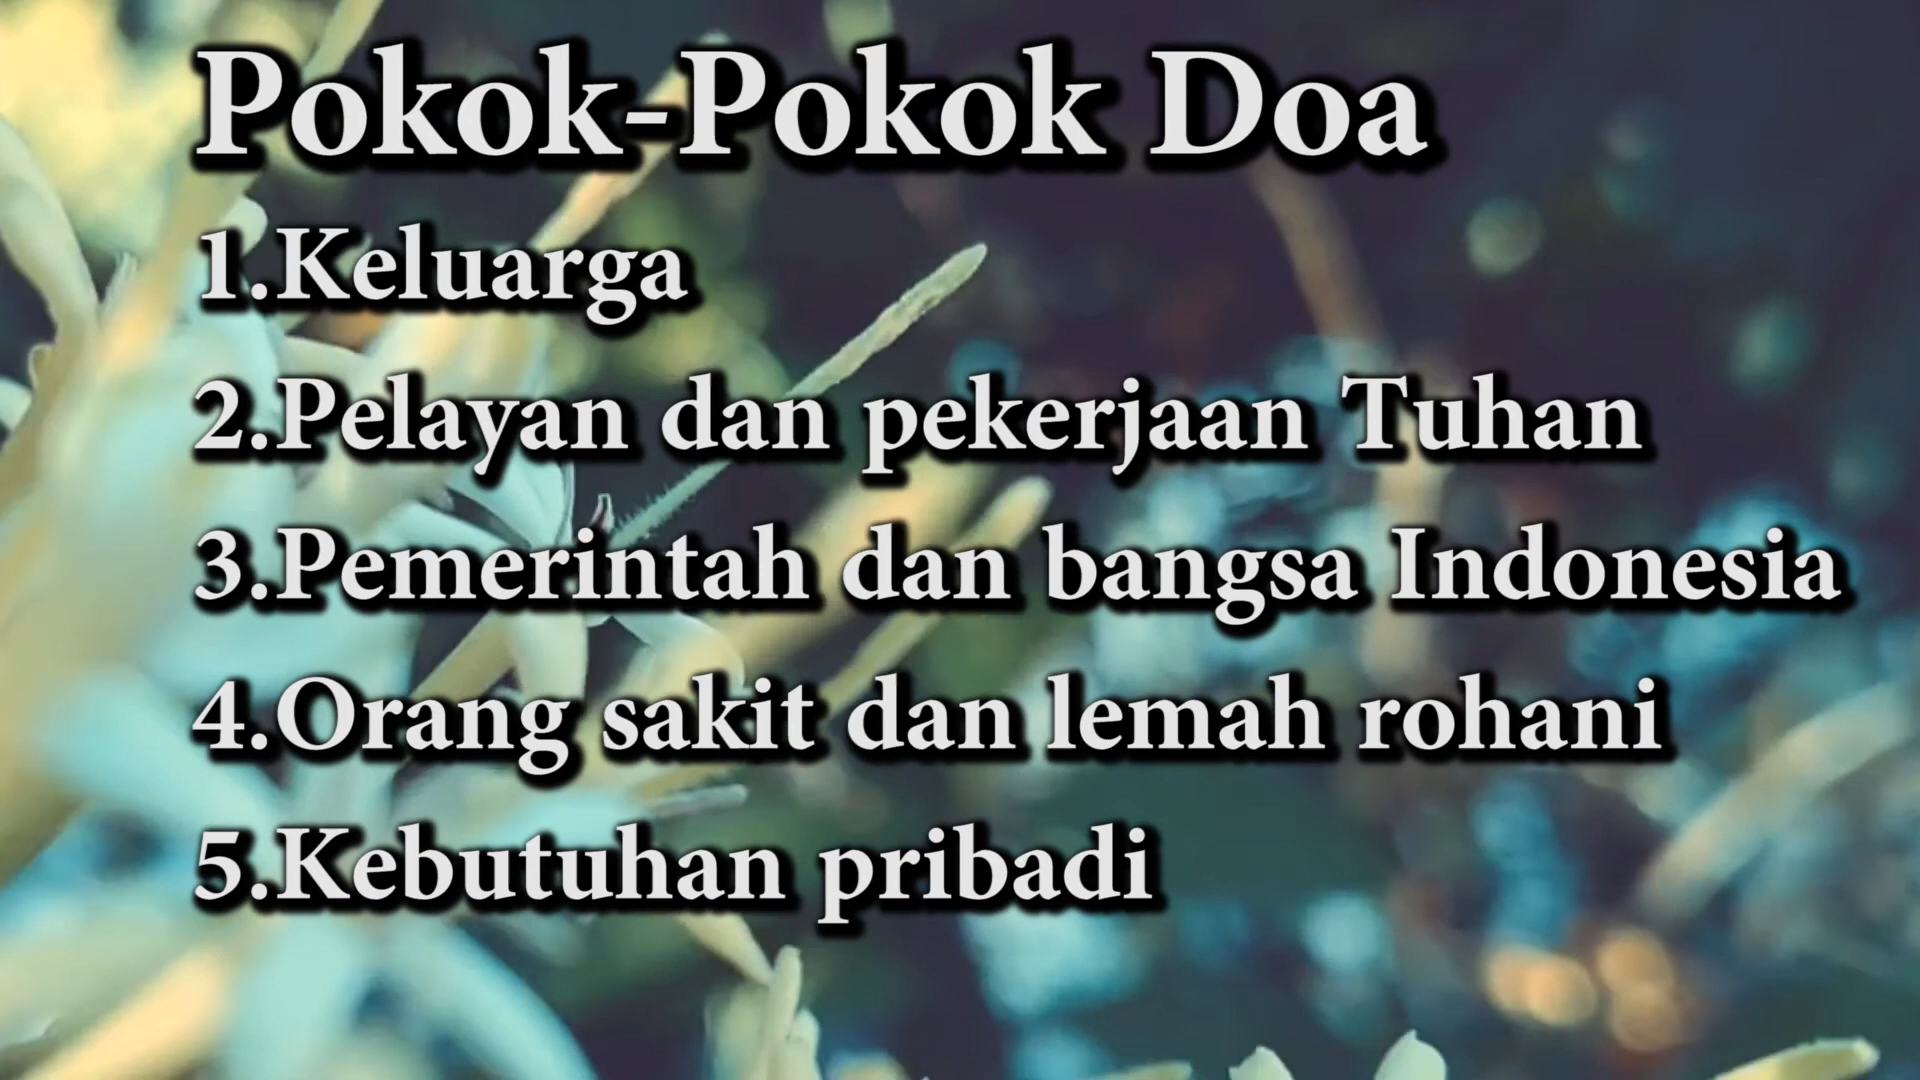 Pokok-Pokok Doa
1.Keluarga
2.Pelayan dan pekerjaan Tuhan
3.Pemerintah dan bangsa Indonesia
4.Orang sakit dan lemah rohani
5.Kebutuhan pribadi